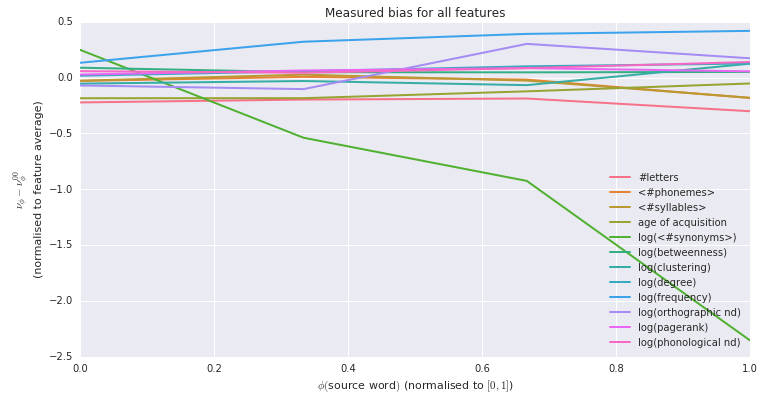 Measured bias for all features
0.5
0.0
−0.5
−1.0
−1.5
−2.0
−2.5
ν_φ − ν_φ^00
(normalised to feature average)
#letters
<#phonemes>
<#syllables>
age of acquisition
log(<#synonyms>)
log(betweenness)
log(clustering)
log(degree)
log(frequency)
log(orthographic nd)
log(pagerank)
log(phonological nd)
0.0 0.2 0.4 0.6 0.8 1.0
φ(source word) (normalised to [0, 1])